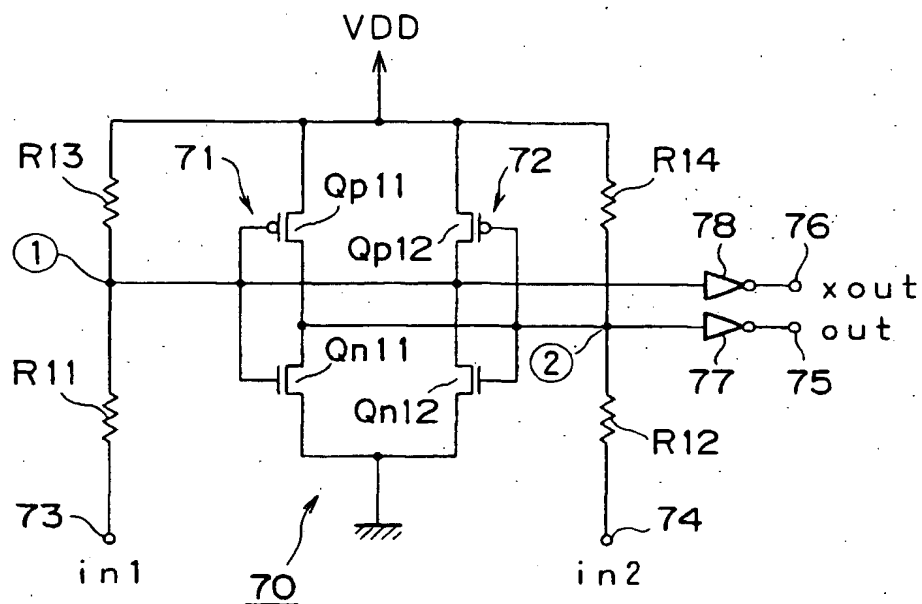 VDD
R13
71
72
R14
Qp11
Qp12
78
76
①
xout
out
R11
Qn11
②
77
75
Qn12
R12
73
74
in1
70
in2